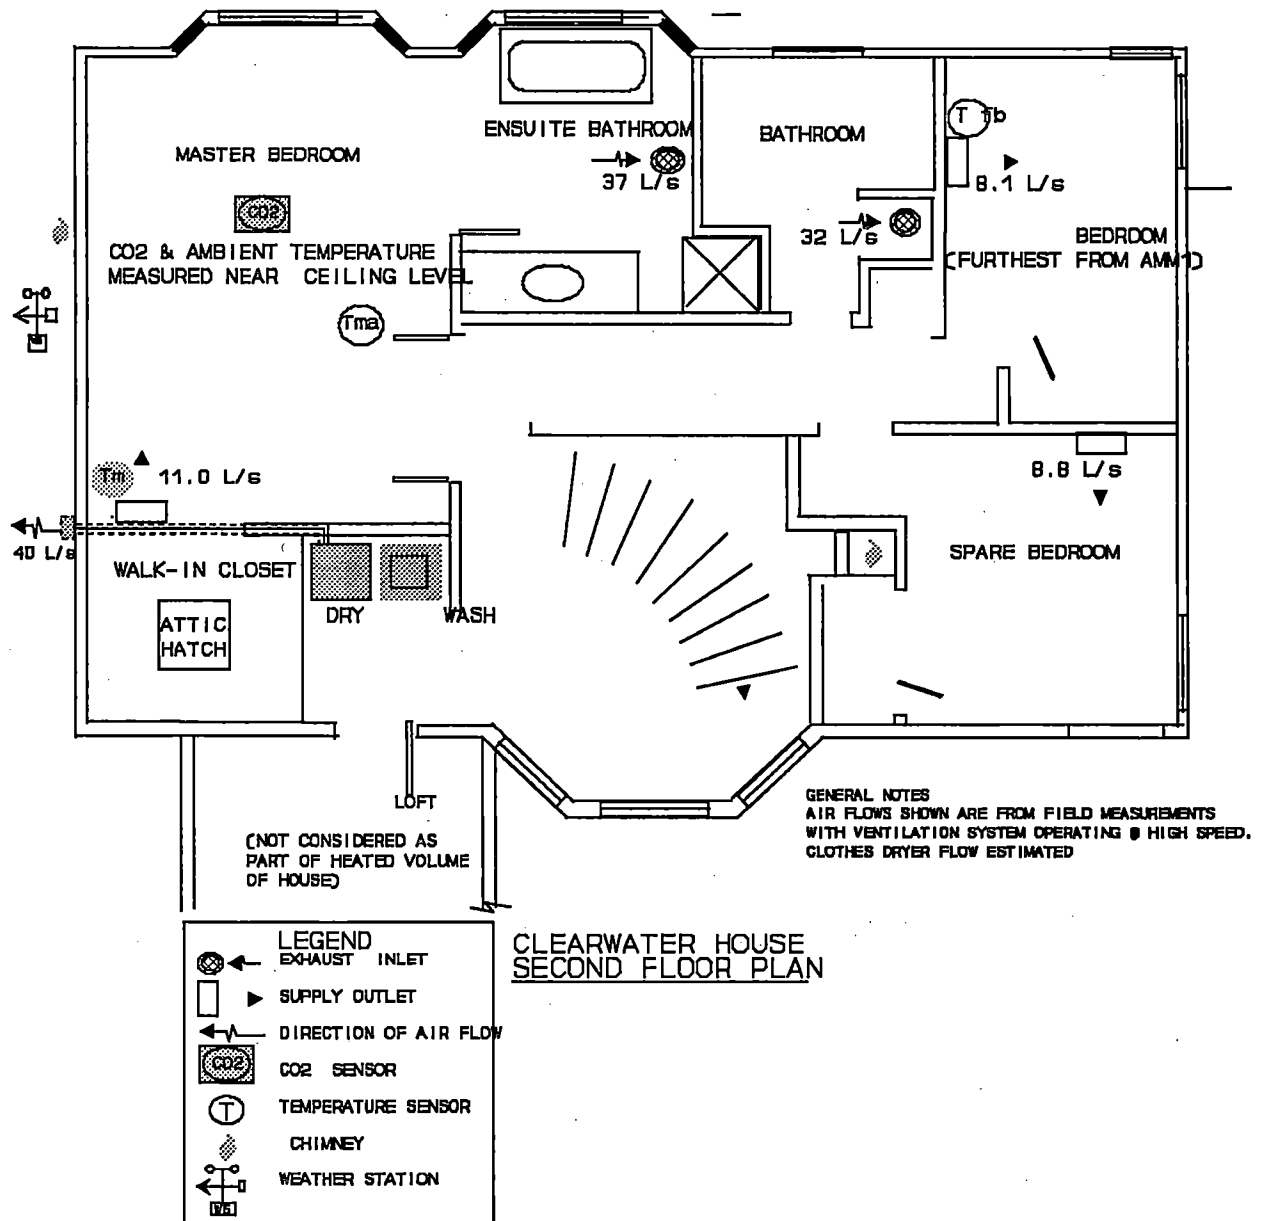 ENSUITE BATHROOM
BATHROOM
T Tb
MASTER BEDROOM
37 L/s
8.1 L/s
CO2
32 L/s
BEDROOM
(FURTHEST FROM AMM1)
CO2 & AMBIENT TEMPERATURE
MEASURED NEAR CEILING LEVEL
Tma
Tm
11.0 L/s
8.8 L/s
40 L/s
WALK-IN CLOSET
SPARE BEDROOM
DRY
WASH
ATTIC
HATCH
LOFT
(NOT CONSIDERED AS
PART OF HEATED VOLUME
OF HOUSE)
GENERAL NOTES
AIR FLOWS SHOWN ARE FROM FIELD MEASUREMENTS
WITH VENTILATION SYSTEM OPERATING @ HIGH SPEED.
CLOTHES DRYER FLOW ESTIMATED
CLEARWATER HOUSE
SECOND FLOOR PLAN
LEGEND
EXHAUST INLET
SUPPLY OUTLET
DIRECTION OF AIR FLOW
CO2
CO2 SENSOR
T
TEMPERATURE SENSOR
CHIMNEY
WEATHER STATION
WS